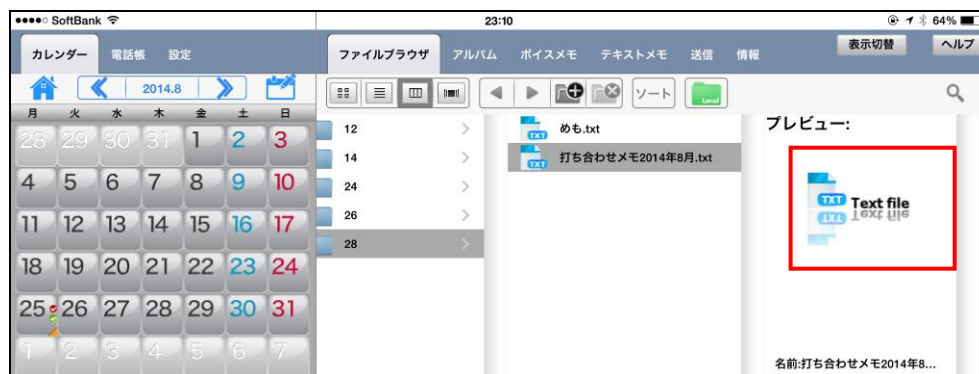 SoftBank 23:10 64%
カレンダー 電話帳 設定 ファイルブラウザ アルバム ボイスメモ テキストメモ 送信 情報 表示切替 ヘルプ
2014.8 ソート Local
月 火 水 木 金 土 日
28 29 30 31 1 2 3
4 5 6 7 8 9 10
11 12 13 14 15 16 17
18 19 20 21 22 23 24
25 26 27 28 29 30 31
1 2 3 4 5 6 7
12
14
24
26
28
TXT めも.txt
TXT 打ち合わせメモ2014年8月.txt
プレビュー:
TXT Text file
名前:打ち合わせメモ2014年8...